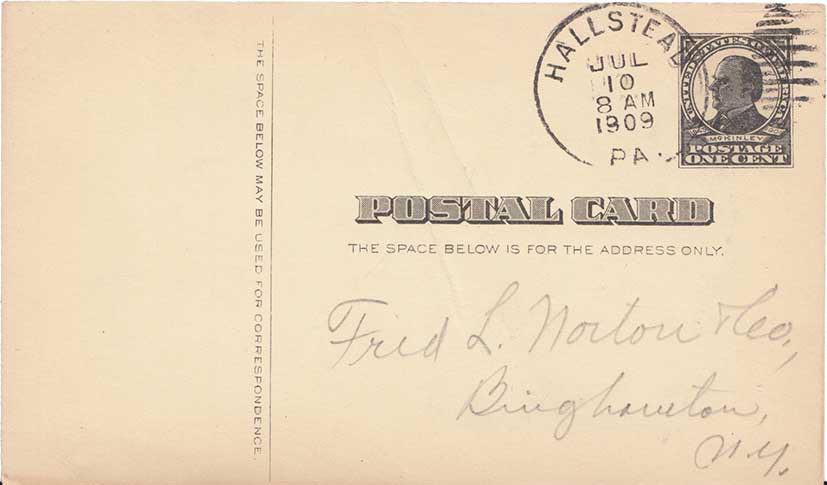 THE SPACE BELOW MAY BE USED FOR CORRESPONDENCE.
HALLSTEAD
JUL
10
8 AM
1909
PA.
UNITED STATES OF AMERICA
McKINLEY
POSTAGE
ONE CENT
POSTAL CARD
THE SPACE BELOW IS FOR THE ADDRESS ONLY.
Fred L. Norton & Co,
Binghamton,
N.Y.